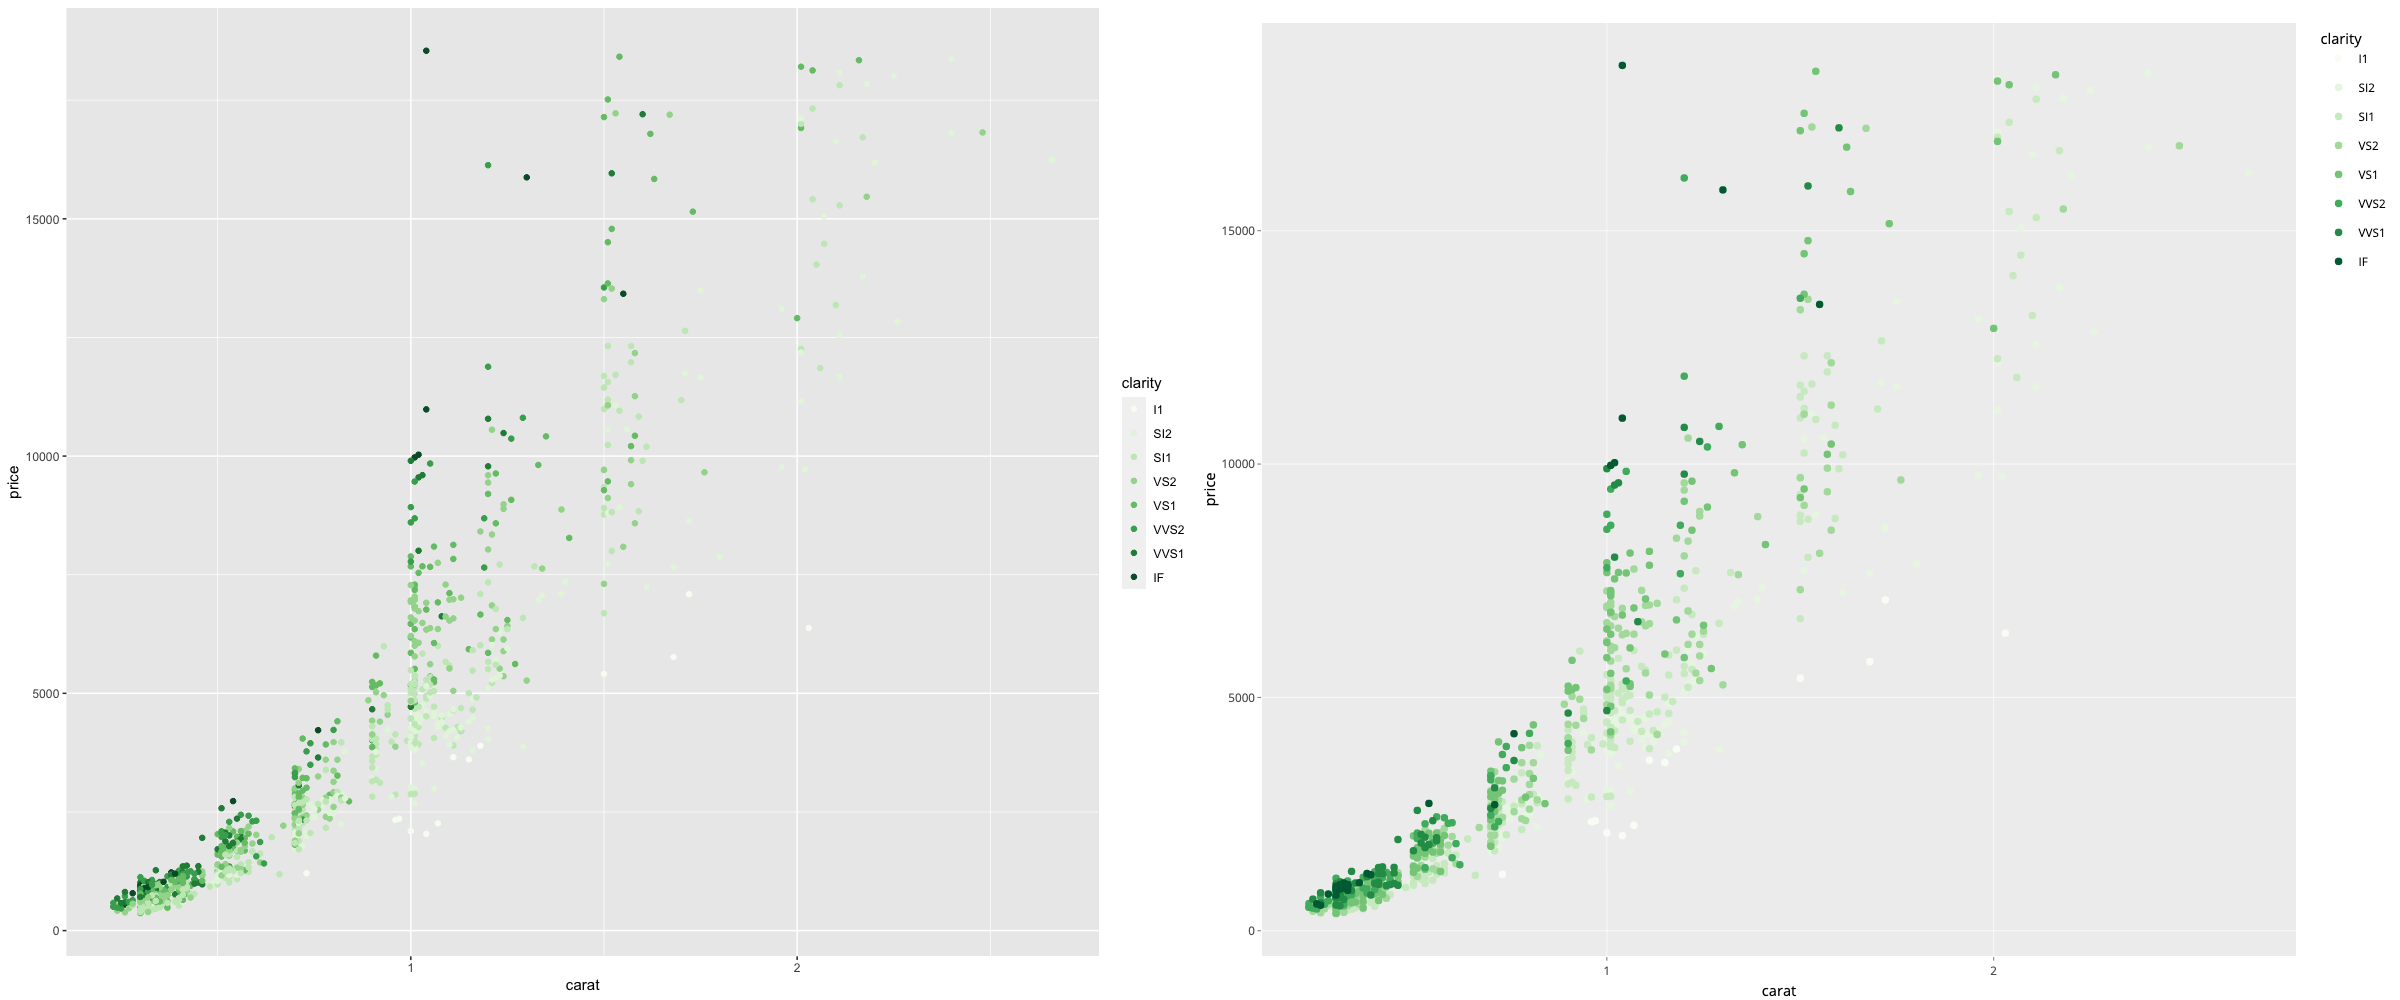 price
15000
10000
5000
0
1
2
carat
clarity
I1
SI2
SI1
VS2
VS1
VVS2
VVS1
IF
price
15000
10000
5000
0
1
2
carat
clarity
I1
SI2
SI1
VS2
VS1
VVS2
VVS1
IF